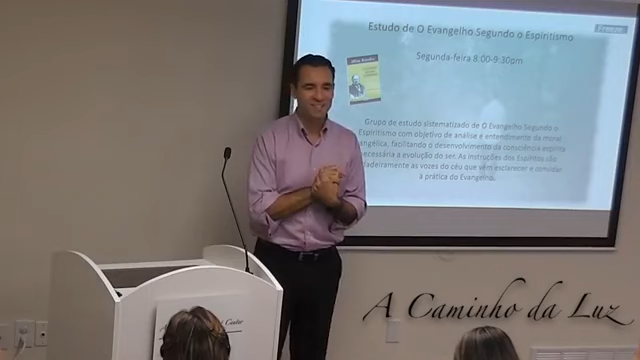 Estudo de O Evangelho Segundo o Espiritismo
Freeze
Segunda-feira 8:00-9:30pm
Grupo de estudo sistematizado de O Evangelho Segundo o
Espiritismo com objetivo de análise e entendimento da moral
evangélica, facilitando o desenvolvimento da consciência espírita
necessária a evolução do ser. As Instruções dos Espíritos são
verdadeiramente as vozes do céu que vêm esclarecer e convidar
à prática do Evangelho.
A Caminho da Luz
Center